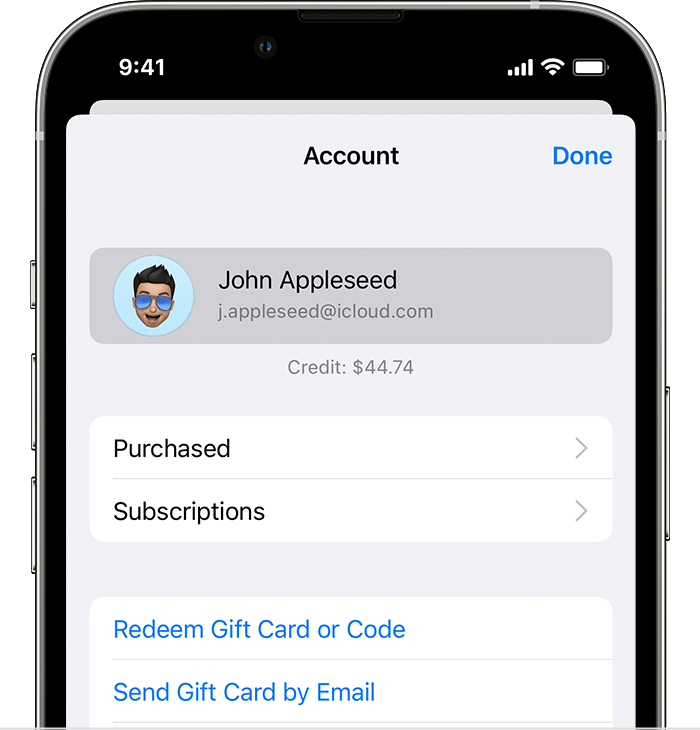 9:41
Account
Done
John Appleseed
j.appleseed@icloud.com
Credit: $44.74
Purchased
Subscriptions
Redeem Gift Card or Code
Send Gift Card by Email